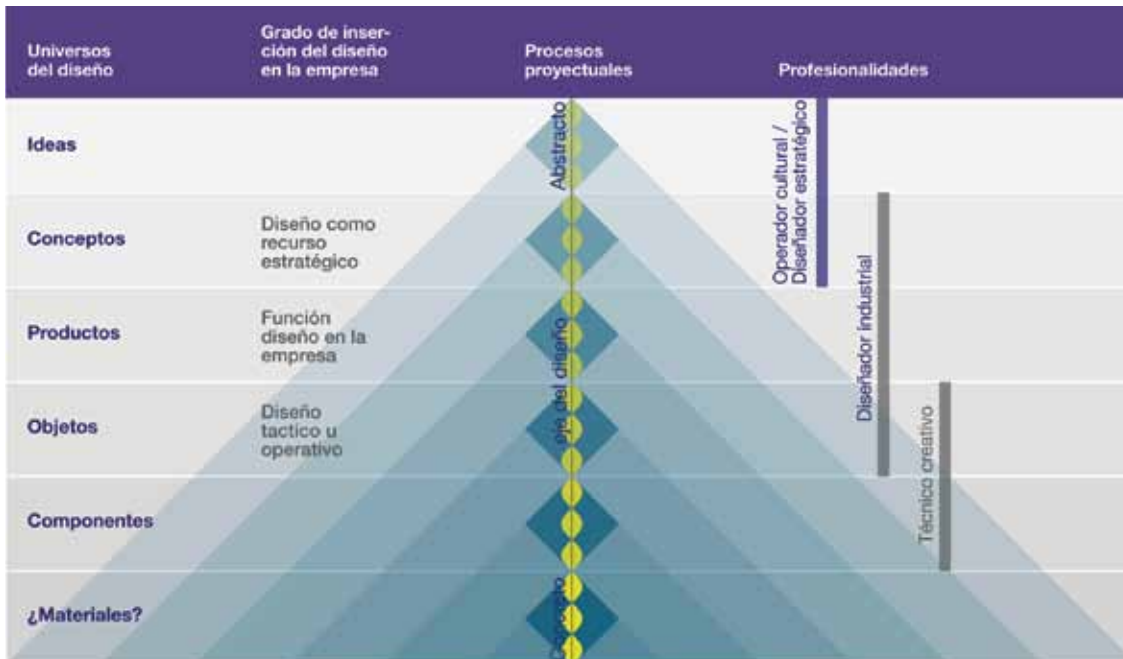 Universos
del diseño
Grado de inser-
ción del diseño
en la empresa
Procesos
proyectuales
Profesionalidades
Ideas
Conceptos
Productos
Objetos
Componentes
¿Materiales?
Diseño como
recurso
estratégico
Función
diseño en la
empresa
Diseño
tactico u
operativo
Abstracto
eje del diseño
Concreto
Operador cultural /
Diseñador estratégico
Diseñador industrial
Técnico creativo